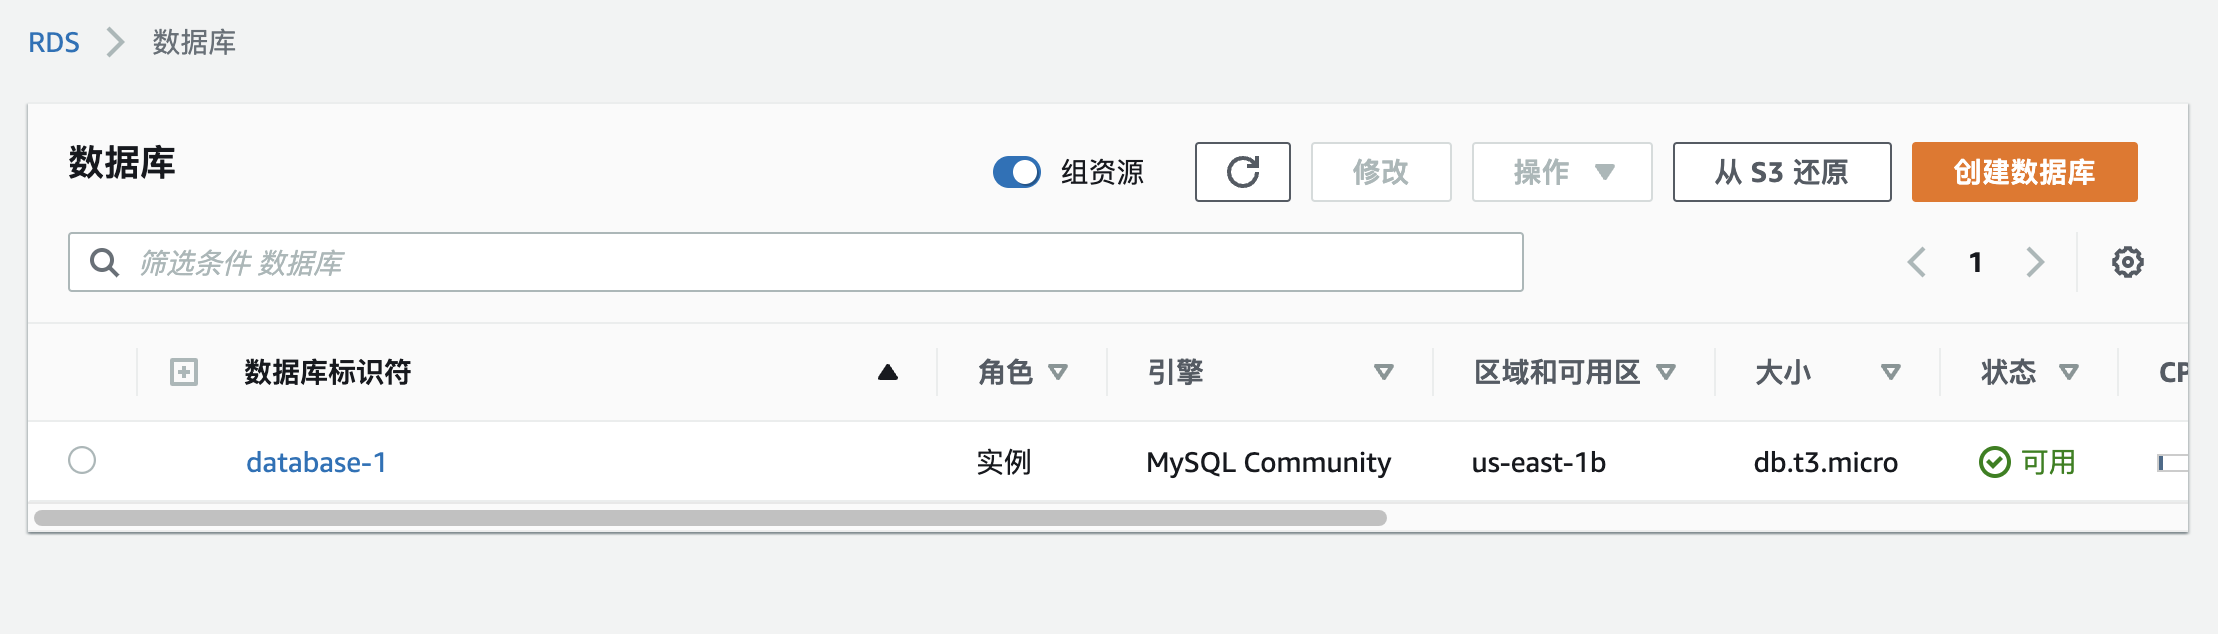 RDS 数据库
数据库 组资源 修改 操作 从 S3 还原 创建数据库
筛选条件 数据库 1
数据库标识符 角色 引擎 区域和可用区 大小 状态 CP
database-1 实例 MySQL Community us-east-1b db.t3.micro 可用